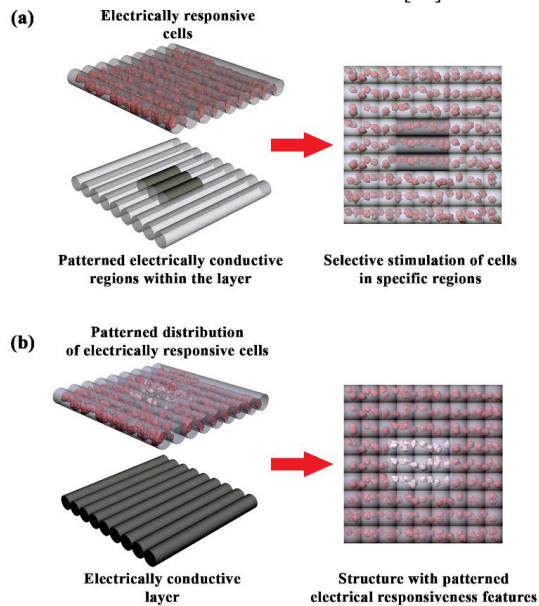 (a)
Electrically responsive
cells
Patterned electrically conductive
regions within the layer
Selective stimulation of cells
in specific regions
(b)
Patterned distribution
of electrically responsive cells
Electrically conductive
layer
Structure with patterned
electrical responsiveness features